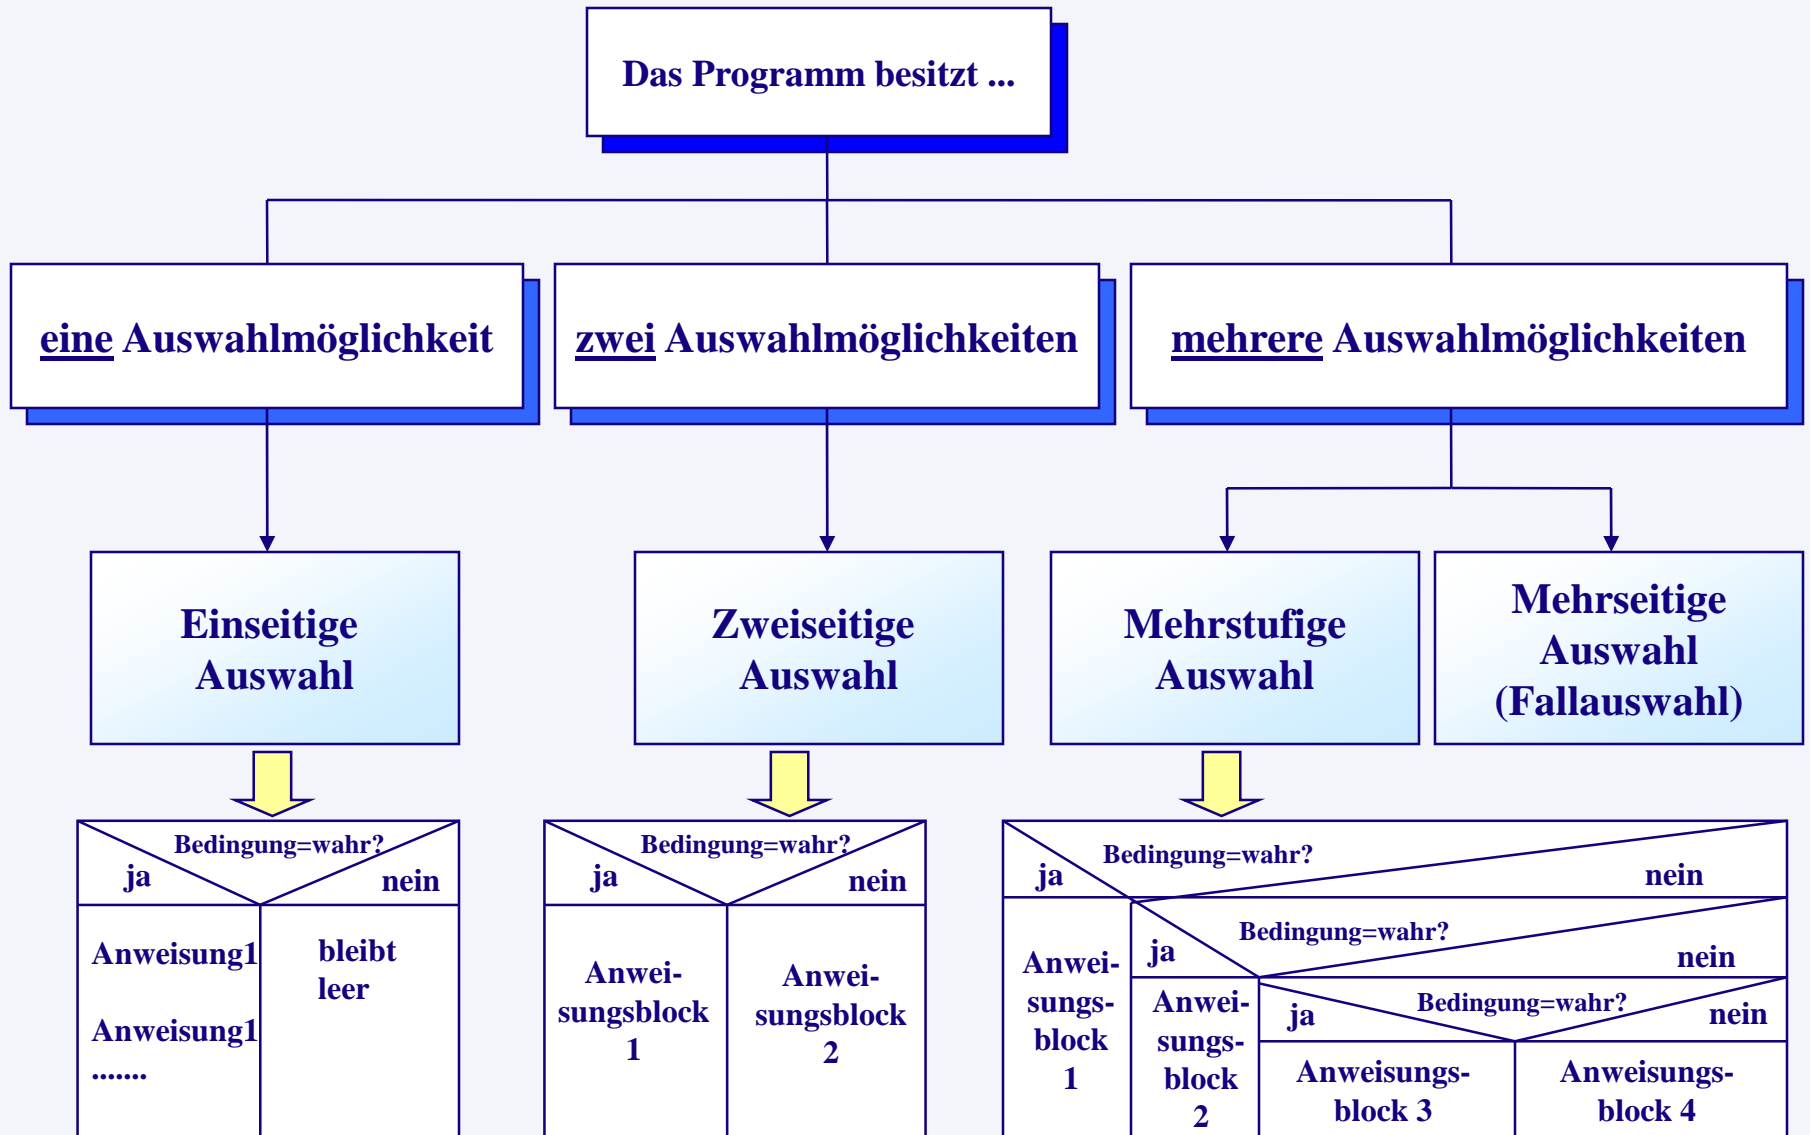 Das Programm besitzt ...
eine Auswahlmöglichkeit
zwei Auswahlmöglichkeiten
mehrere Auswahlmöglichkeiten
Einseitige
Auswahl
Zweiseitige
Auswahl
Mehrstufige
Auswahl
Mehrseitige
Auswahl
(Fallauswahl)
Bedingung=wahr?
ja
nein
Anweisung1
Anweisung1
.......
bleibt
leer
Bedingung=wahr?
ja
nein
Anwei-
sungsblock
1
Anwei-
sungsblock
2
Bedingung=wahr?
ja
nein
Anwei-
sungs-
block
1
Bedingung=wahr?
ja
nein
Anwei-
sungs-
block
2
Bedingung=wahr?
ja
nein
Anweisungs-
block 3
Anweisungs-
block 4